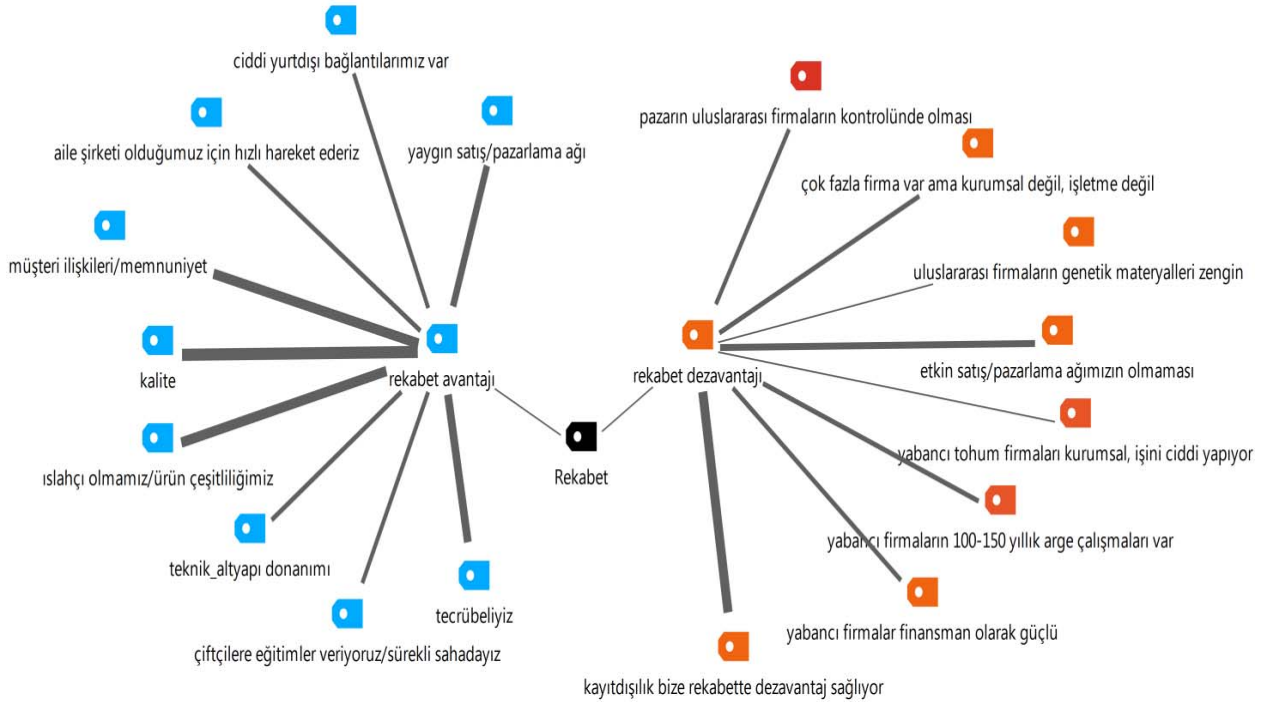 ciddi yurtdışı bağlantılarımız var
pazarın uluslararası firmaların kontrolünde olması
aile şirketi olduğumuz için hızlı hareket ederiz
yaygın satış/pazarlama ağı
çok fazla firma var ama kurumsal değil, işletme değil
müşteri ilişkileri/memnuniyet
uluslararası firmaların genetik materyalleri zengin
kalite
rekabet avantajı
rekabet dezavantajı
etkin satış/pazarlama ağımızın olmaması
ıslahçı olmamız/ürün çeşitliliğimiz
Rekabet
yabancı tohum firmaları kurumsal, işini ciddi yapıyor
teknik_altyapı donanımı
yabancı firmaların 100-150 yıllık arge çalışmaları var
tecrübeliyiz
çiftçilere eğitimler veriyoruz/sürekli sahadayız
yabancı firmalar finansman olarak güçlü
kayıtdışılık bize rekabette dezavantaj sağlıyor